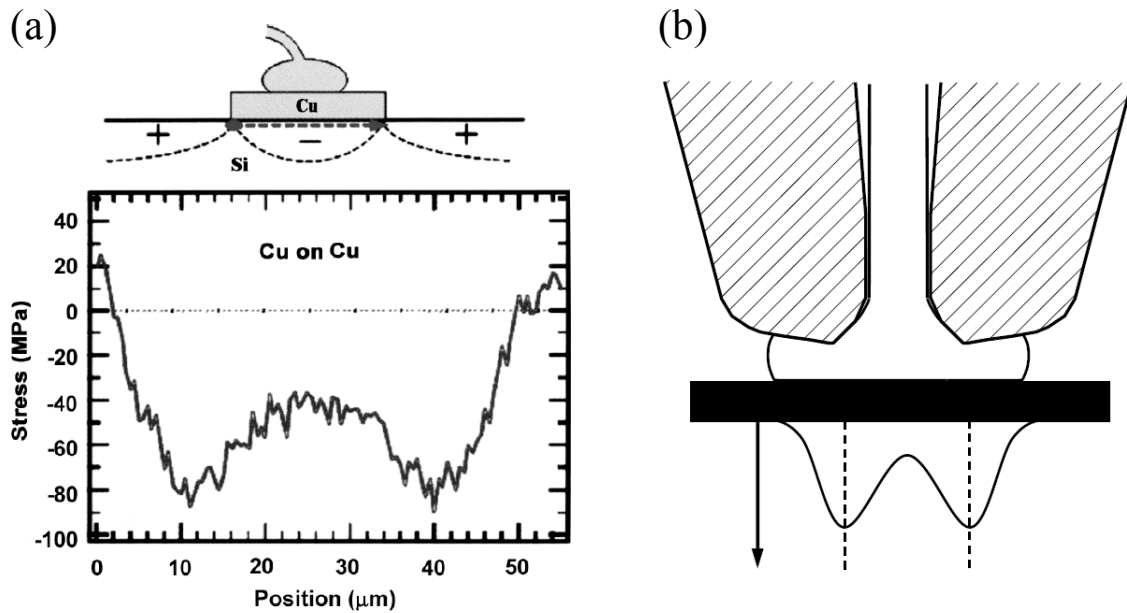 (a)
(b)
Cu
+
−
+
Si
Cu on Cu
Stress (MPa)
40
20
0
-20
-40
-60
-80
-100
0 10 20 30 40 50
Position (μm)